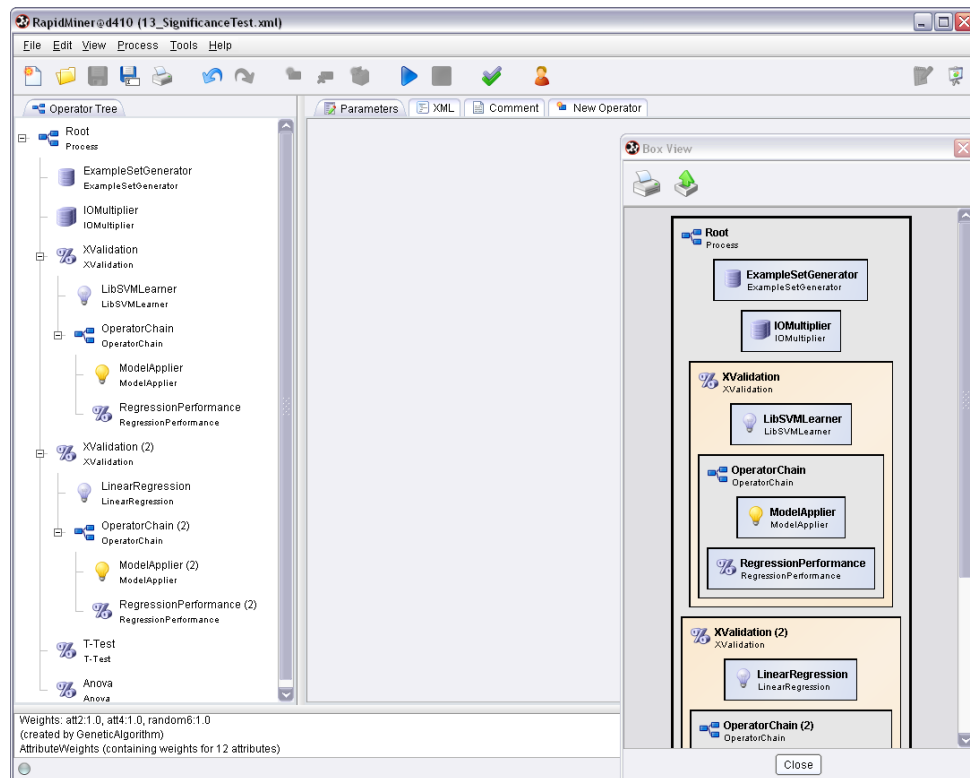 RapidMiner@d410 (13_SignificanceTest.xml)
File Edit View Process Tools Help
Operator Tree
Parameters XML Comment New Operator
Root
Process
ExampleSetGenerator
ExampleSetGenerator
IOMultiplier
IOMultiplier
XValidation
XValidation
LibSVMLearner
LibSVMLearner
OperatorChain
OperatorChain
ModelApplier
ModelApplier
RegressionPerformance
RegressionPerformance
XValidation (2)
XValidation
LinearRegression
LinearRegression
OperatorChain (2)
OperatorChain
ModelApplier (2)
ModelApplier
RegressionPerformance (2)
RegressionPerformance
T-Test
T-Test
Anova
Anova
Weights: att2:1.0, att4:1.0, random6:1.0
(created by GeneticAlgorithm)
AttributeWeights (containing weights for 12 attributes)
Box View
Root
Process
ExampleSetGenerator
ExampleSetGenerator
IOMultiplier
IOMultiplier
XValidation
XValidation
LibSVMLearner
LibSVMLearner
OperatorChain
OperatorChain
ModelApplier
ModelApplier
RegressionPerformance
RegressionPerformance
XValidation (2)
XValidation
LinearRegression
LinearRegression
OperatorChain (2)
OperatorChain
Close